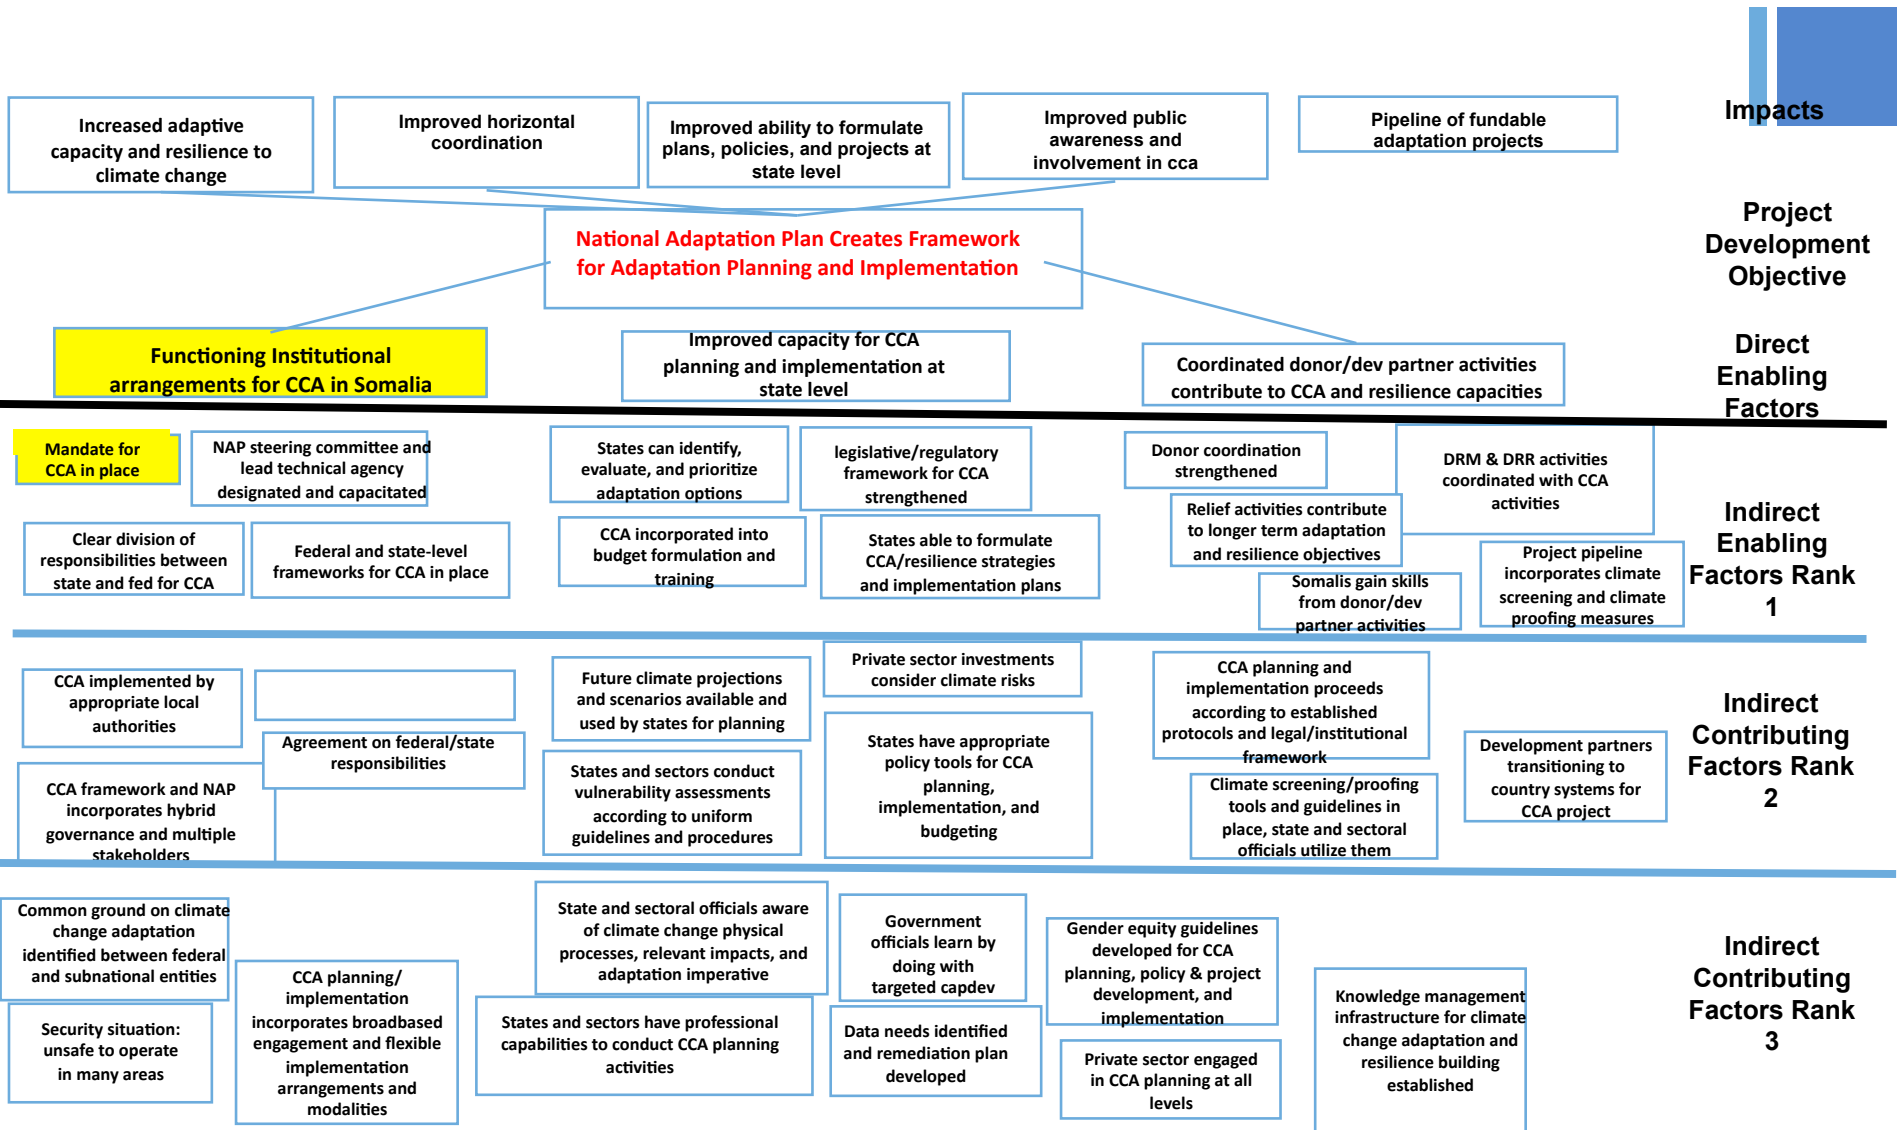 Increased adaptive
capacity and resilience to
climate change
Improved horizontal
coordination
Improved ability to formulate
plans, policies, and projects at
state level
Improved public
awareness and
involvement in cca
Pipeline of fundable
adaptation projects
Impacts
National Adaptation Plan Creates Framework
for Adaptation Planning and Implementation
Project
Development
Objective
Functioning Institutional
arrangements for CCA in Somalia
Improved capacity for CCA
planning and implementation at
state level
Coordinated donor/dev partner activities
contribute to CCA and resilience capacities
Direct
Enabling
Factors
Mandate for
CCA in place
NAP steering committee and
lead technical agency
designated and capacitated
States can identify,
evaluate, and prioritize
adaptation options
legislative/regulatory
framework for CCA
strengthened
Donor coordination
strengthened
DRM & DRR activities
coordinated with CCA
activities
Clear division of
responsibilities between
state and fed for CCA
Federal and state-level
frameworks for CCA in place
CCA incorporated into
budget formulation and
training
States able to formulate
CCA/resilience strategies
and implementation plans
Relief activities contribute
to longer term adaptation
and resilience objectives
Somalis gain skills
from donor/dev
partner activities
Project pipeline
incorporates climate
screening and climate
proofing measures
Indirect
Enabling
Factors Rank
1
CCA implemented by
appropriate local
authorities
Agreement on federal/state
responsibilities
CCA framework and NAP
incorporates hybrid
governance and multiple
stakeholders
Future climate projections
and scenarios available and
used by states for planning
States and sectors conduct
vulnerability assessments
according to uniform
guidelines and procedures
Private sector investments
consider climate risks
States have appropriate
policy tools for CCA
planning,
implementation, and
budgeting
CCA planning and
implementation proceeds
according to established
protocols and legal/institutional
framework
Climate screening/proofing
tools and guidelines in
place, state and sectoral
officials utilize them
Development partners
transitioning to
country systems for
CCA project
Indirect
Contributing
Factors Rank
2
Common ground on climate
change adaptation
identified between federal
and subnational entities
Security situation:
unsafe to operate
in many areas
CCA planning/
implementation
incorporates broadbased
engagement and flexible
implementation
arrangements and
modalities
State and sectoral officials aware
of climate change physical
processes, relevant impacts, and
adaptation imperative
States and sectors have professional
capabilities to conduct CCA planning
activities
Government
officials learn by
doing with
targeted capdev
Data needs identified
and remediation plan
developed
Gender equity guidelines
developed for CCA
planning, policy & project
development, and
implementation
Private sector engaged
in CCA planning at all
levels
Knowledge management
infrastructure for climate
change adaptation and
resilience building
established
Indirect
Contributing
Factors Rank
3